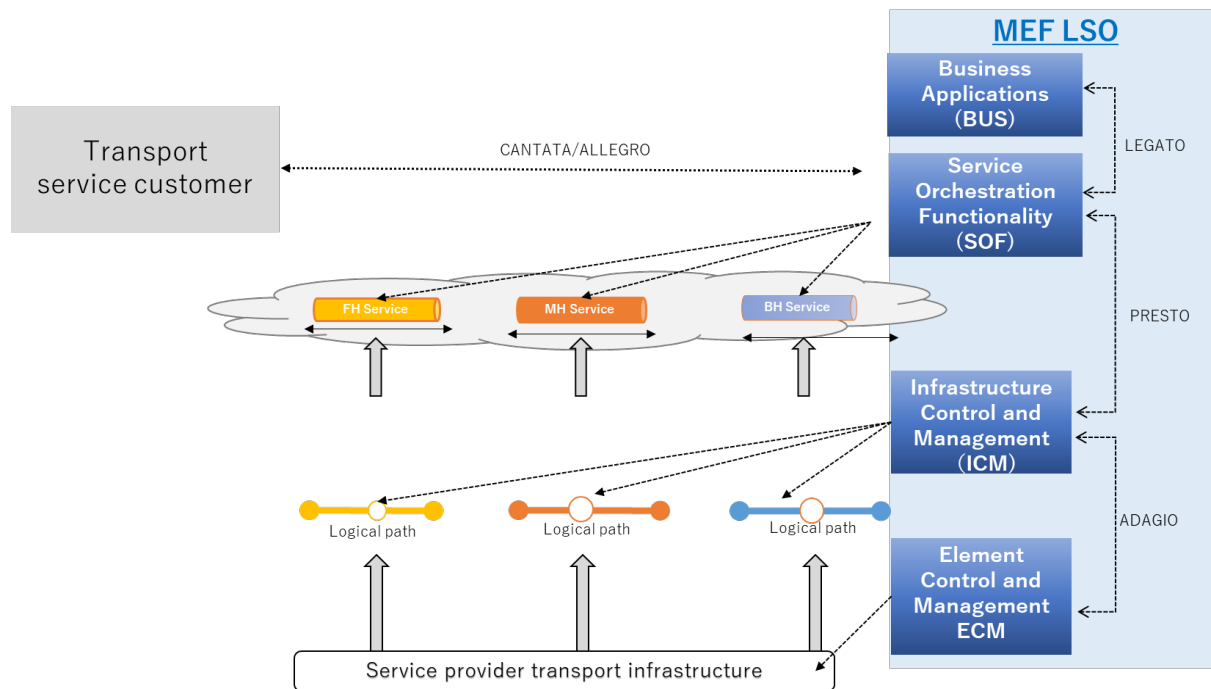 MEF LSO
Business
Applications
(BUS)
LEGATO
Transport
service customer
CANTATA/ALLEGRO
Service
Orchestration
Functionality
(SOF)
FH Service
MH Service
BH Service
PRESTO
Infrastructure
Control and
Management
(ICM)
Logical path
Logical path
Logical path
ADAGIO
Element
Control and
Management
ECM
Service provider transport infrastructure